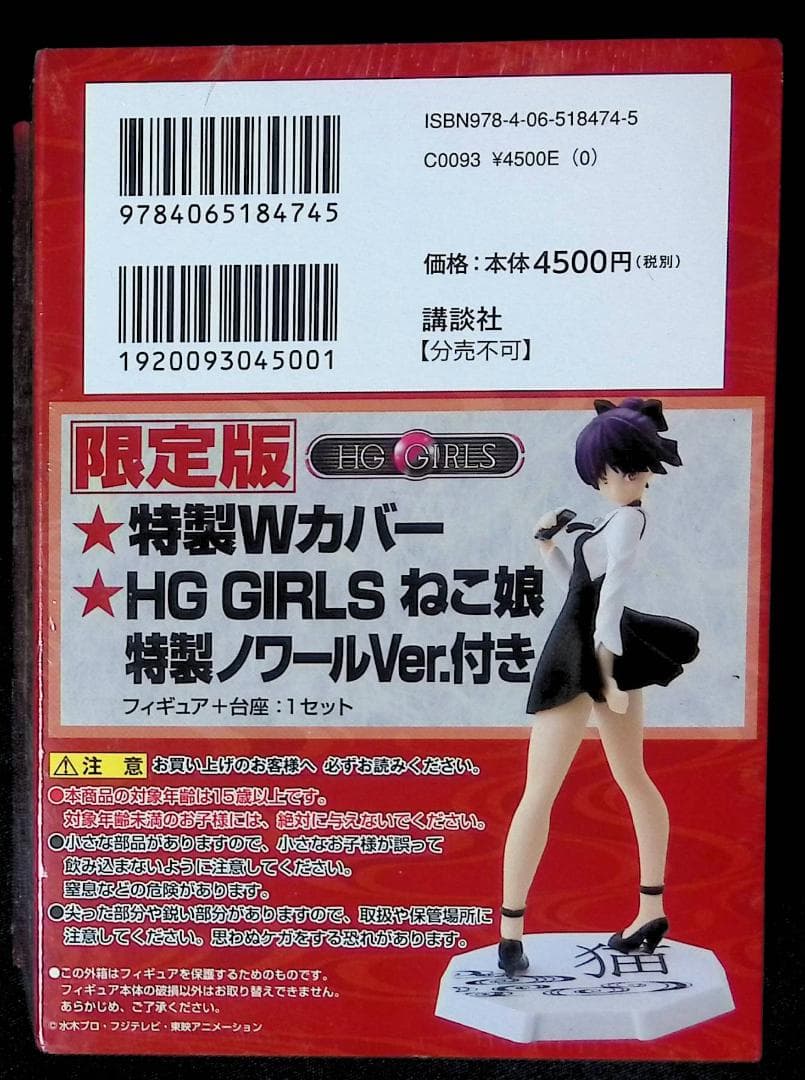 ISBN978-4-06-518474-5
C0093 ¥4500E (0)
9784065184745
価格：本体4500円（税別）
1920093045001
講談社
【分売不可】
限定版
HG GIRLS
★特製Wカバー
★HG GIRLS ねこ娘
特製ノワールVer.付き
フィギュア＋台座：1セット
⚠注 意 お買い上げのお客様へ 必ずお読みください。
●本商品の対象年齢は15歳以上です。
対象年齢未満のお子様には、絶対に与えないでください。
●小さな部品がありますので、小さなお子様が誤って
飲み込まないように注意してください。
窒息などの危険があります。
●尖った部分や鋭い部分がありますので、取扱や保管場所に
注意してください。思わぬケガをする恐れがあります。
●この外箱はフィギュアを保護するためのものです。
フィギュア本体の破損以外はお取り替えできません。
あらかじめ、ご了承ください。
©水木プロ・フジテレビ・東映アニメーション
猫